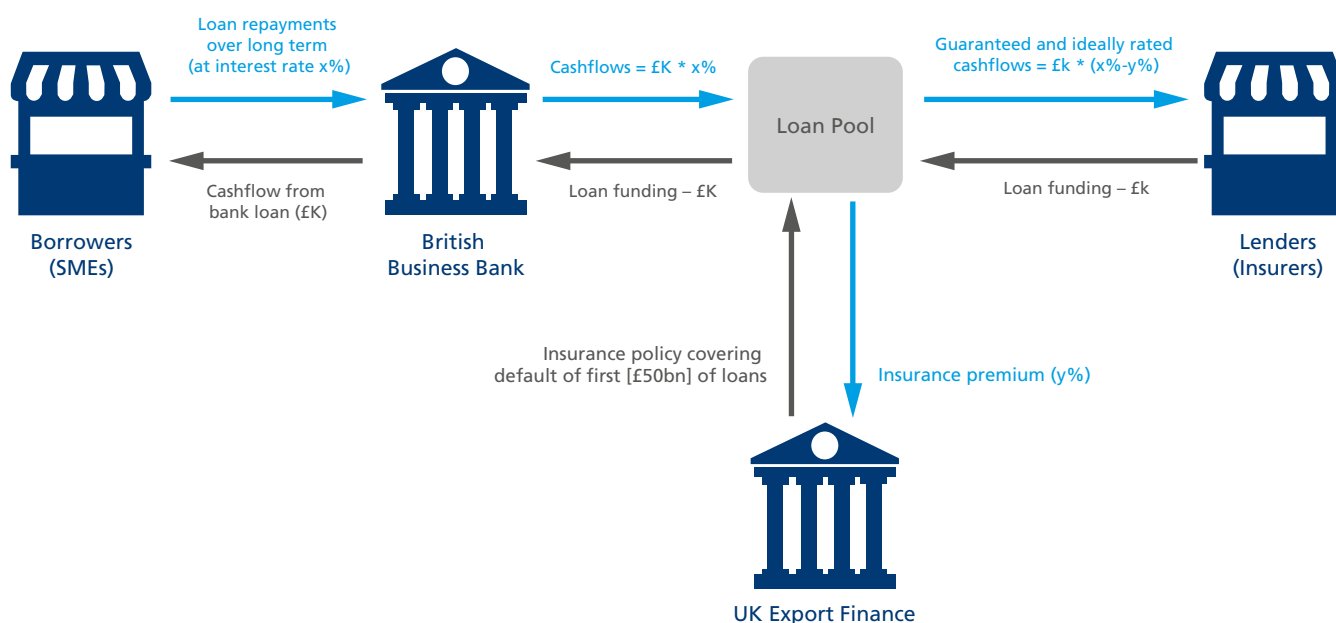 Loan repayments
over long term
(at interest rate x%)
Cashflows = £K * x%
Guaranteed and ideally rated
cashflows = £k * (x%-y%)
Loan Pool
Cashflow from
bank loan (£K)
Loan funding – £K
Loan funding – £k
Borrowers
(SMEs)
British
Business Bank
Lenders
(Insurers)
Insurance policy covering
default of first [£50bn] of loans
Insurance premium (y%)
UK Export Finance